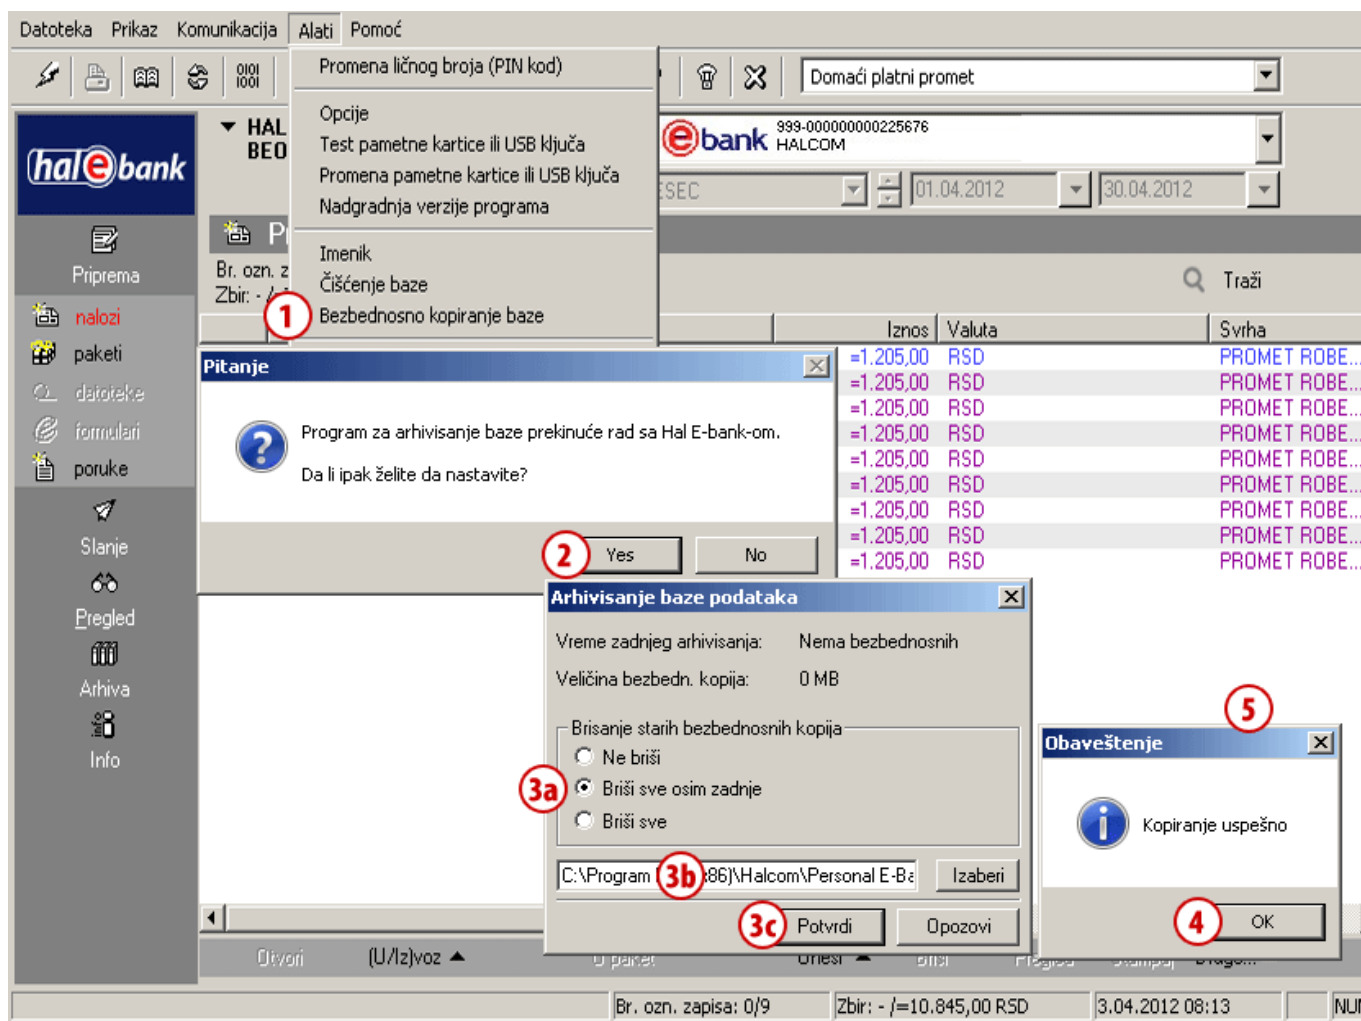 Datoteka Prikaz Komunikacija Alati Pomoć
Promena ličnog broja (PIN kod)
Opcije
Test pametne kartice ili USB ključa
Promena pametne kartice ili USB ključa
Nadgradnja verzije programa
Imenik
Čišćenje baze
1 Bezbednosno kopiranje baze
Domaći platni promet
hal e bank
HAL
BEO
e bank 999-000000000225676
HALCOM
ESEC 01.04.2012 30.04.2012
Br. ozn. z
Zbir: -
Traži
Iznos Valuta Svrha
=1.205,00 RSD PROMET ROBE...
=1.205,00 RSD PROMET ROBE...
=1.205,00 RSD PROMET ROBE...
=1.205,00 RSD PROMET ROBE...
=1.205,00 RSD PROMET ROBE...
=1.205,00 RSD PROMET ROBE...
=1.205,00 RSD PROMET ROBE...
=1.205,00 RSD PROMET ROBE...
=1.205,00 RSD PROMET ROBE...
Priprema
nalozi
paketi
datoteke
formulari
poruke
Slanje
Pregled
Arhiva
Info
Pitanje
Program za arhivisanje baze prekinuće rad sa Hal E-bank-om.
Da li ipak želite da nastavite?
2 Yes No
Arhivisanje baze podataka
Vreme zadnjeg arhivisanja: Nema bezbednosnih
Veličina bezbedn. kopija: 0 MB
Brisanje starih bezbednosnih kopija
Ne briši
3a Briši sve osim zadnje
Briši sve
C:\Program 3b :86)\Halcom\Personal E-Ba Izaberi
3c Potvrdi Opozovi
5
Obaveštenje
Kopiranje uspešno
4 OK
Otvori (U/Iz)voz
Br. ozn. zapisa: 0/9 Zbir: - /=10.845,00 RSD 3.04.2012 08:13